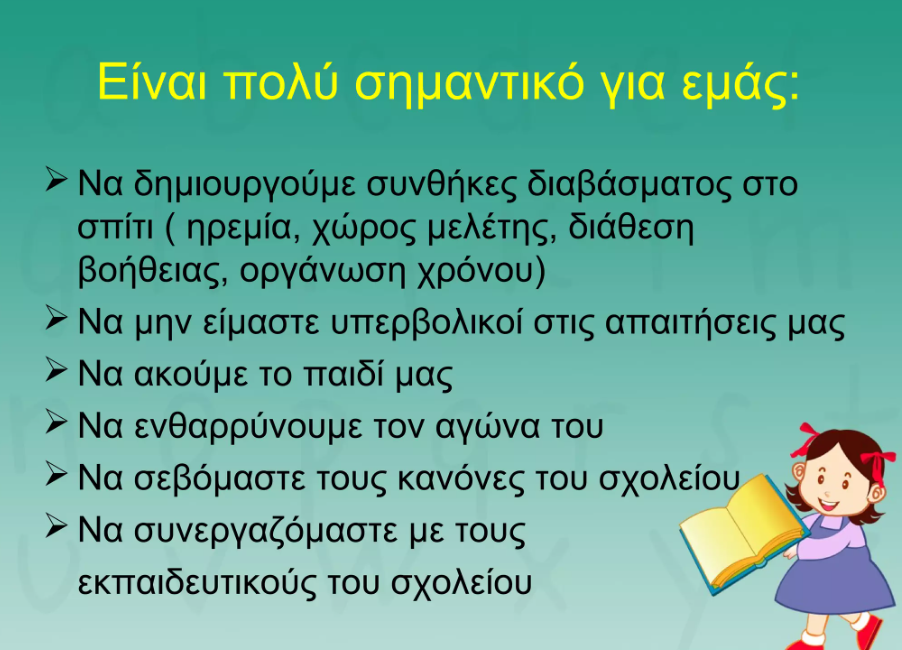 Είναι πολύ σημαντικό για εμάς:
➢ Να δημιουργούμε συνθήκες διαβάσματος στο
σπίτι ( ηρεμία, χώρος μελέτης, διάθεση
βοήθειας, οργάνωση χρόνου)
➢ Να μην είμαστε υπερβολικοί στις απαιτήσεις μας
➢ Να ακούμε το παιδί μας
➢ Να ενθαρρύνουμε τον αγώνα του
➢ Να σεβόμαστε τους κανόνες του σχολείου
➢ Να συνεργαζόμαστε με τους
εκπαιδευτικούς του σχολείου